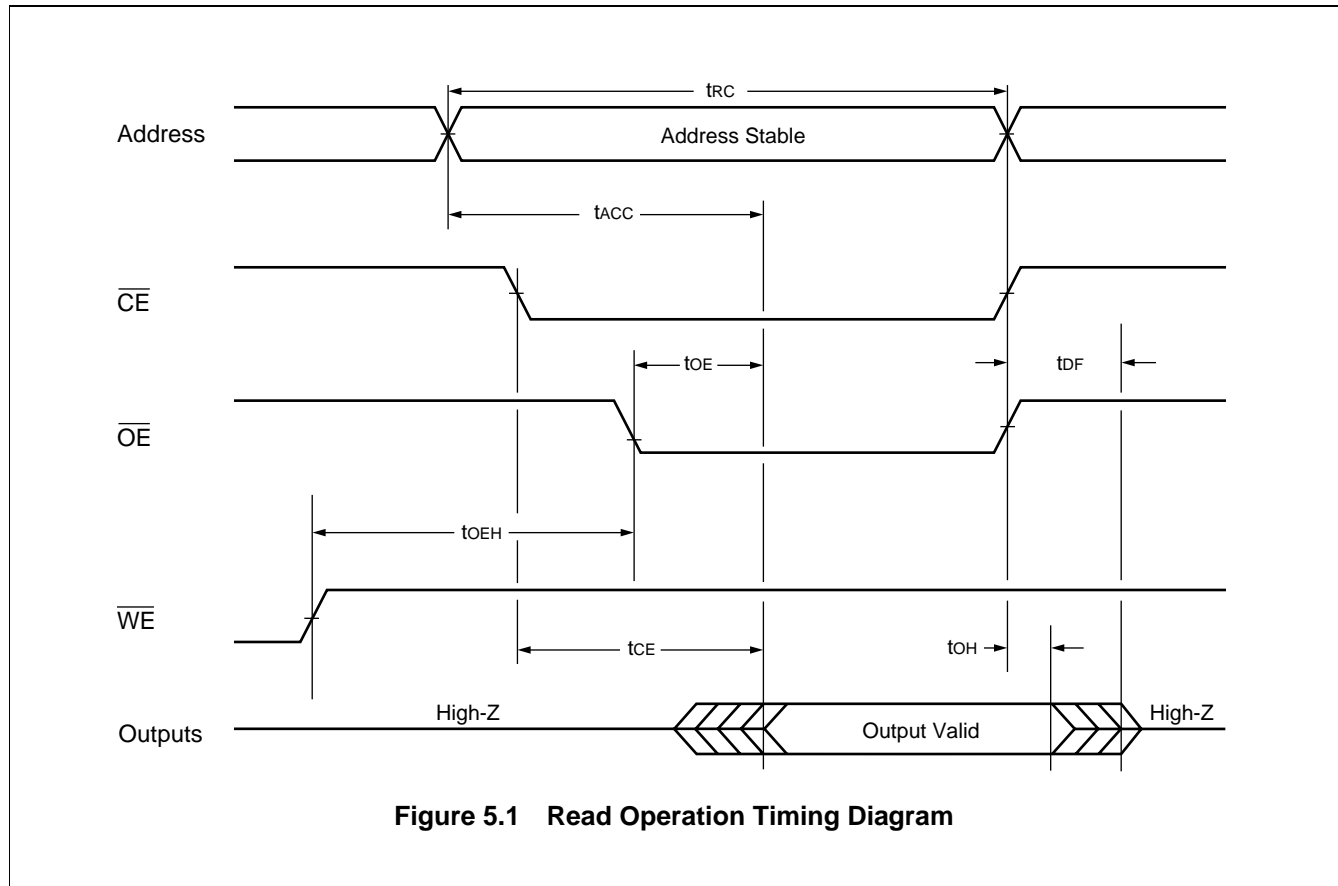 tRC
Address
Address Stable
tACC
CE
tOE
tDF
OE
tOEH
WE
tCE
tOH
High-Z
High-Z
Outputs
Output Valid
Figure 5.1 Read Operation Timing Diagram